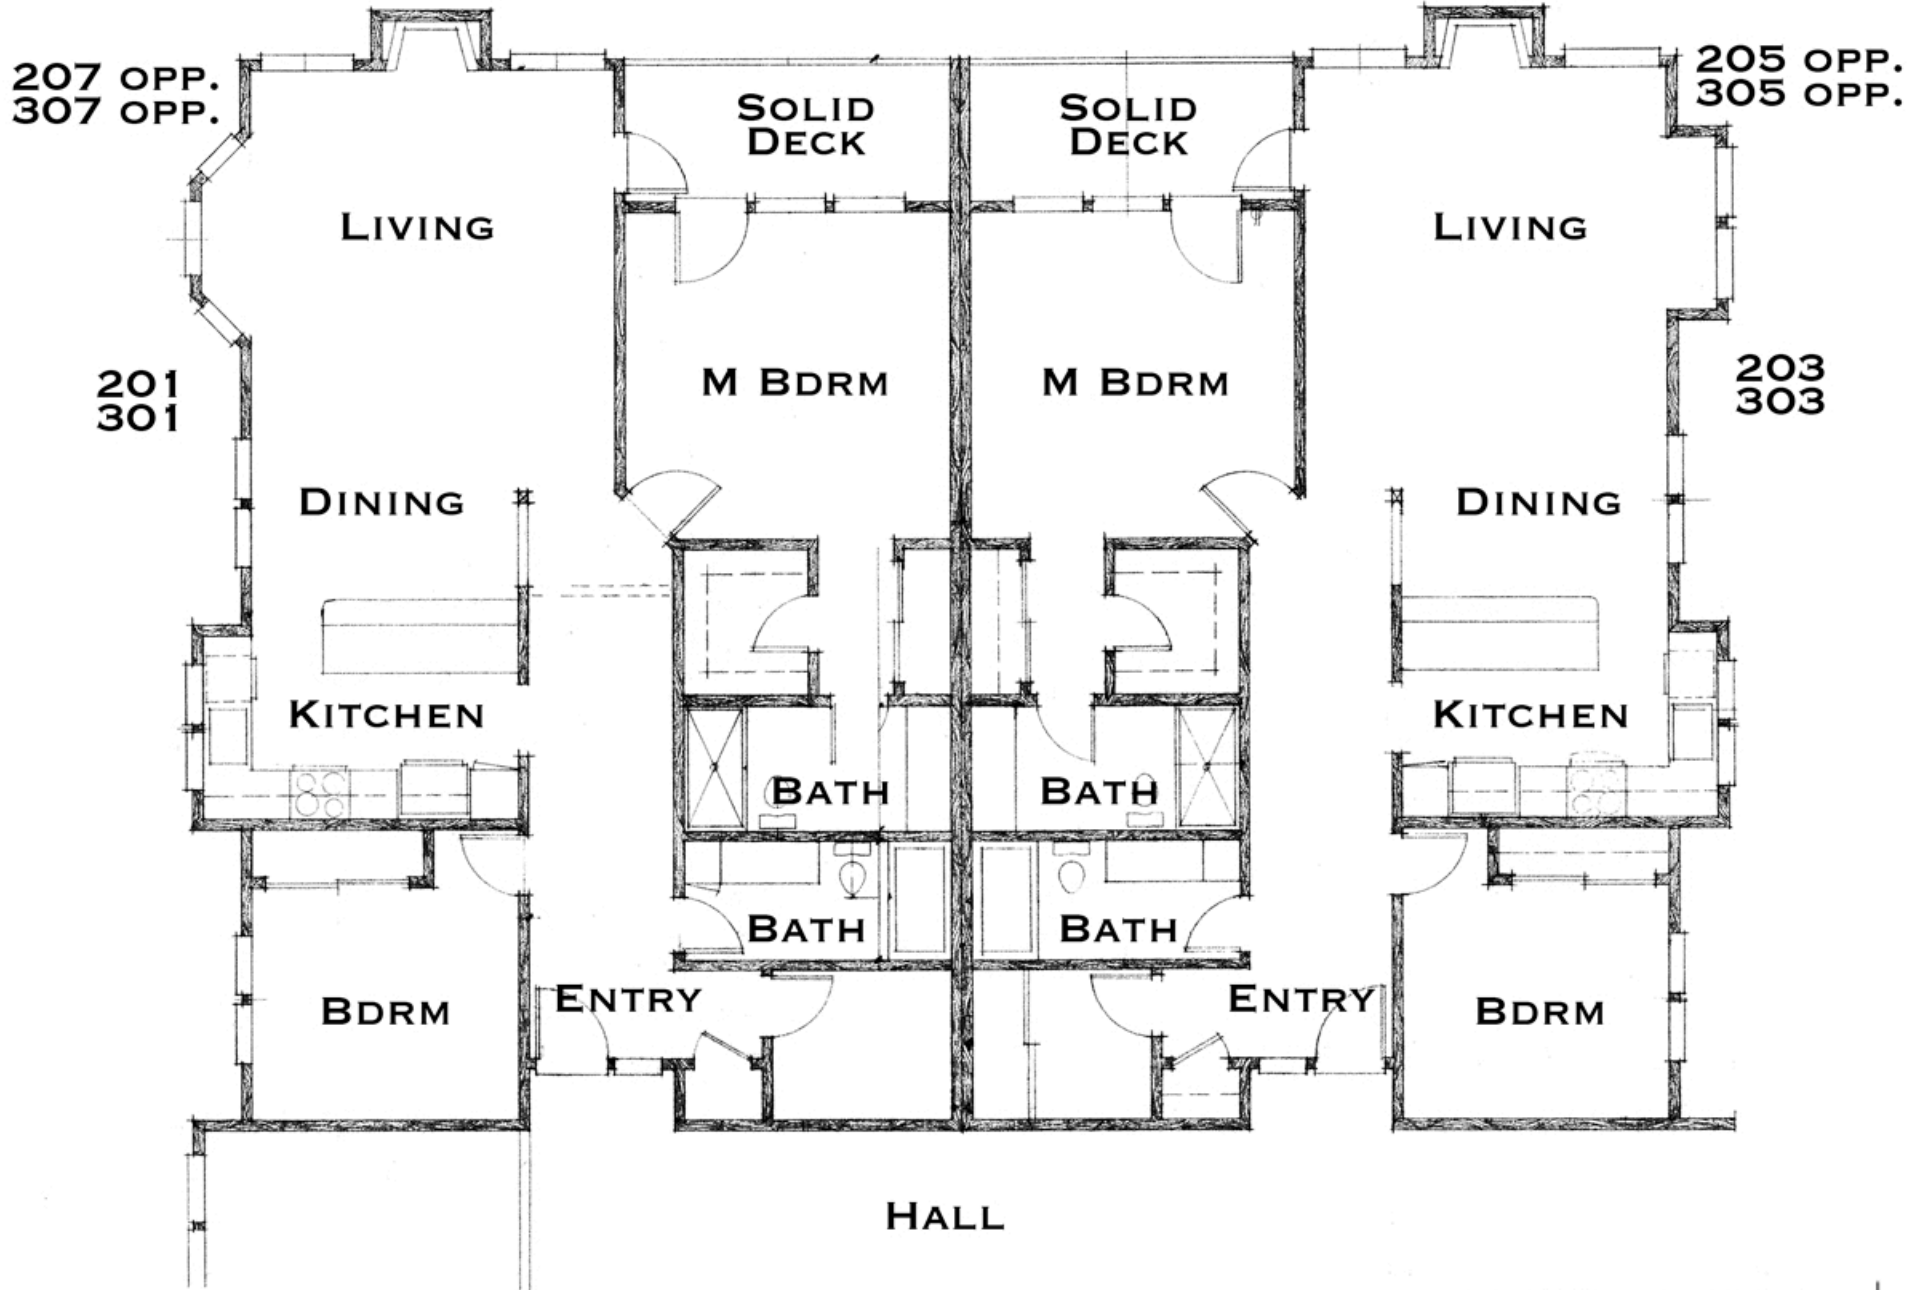 207 OPP.
307 OPP.
SOLID
DECK
SOLID
DECK
205 OPP.
305 OPP.
LIVING
LIVING
201
301
M BDRM
M BDRM
203
303
DINING
DINING
KITCHEN
KITCHEN
BATH
BATH
BATH
BATH
BDRM
ENTRY
ENTRY
BDRM
HALL